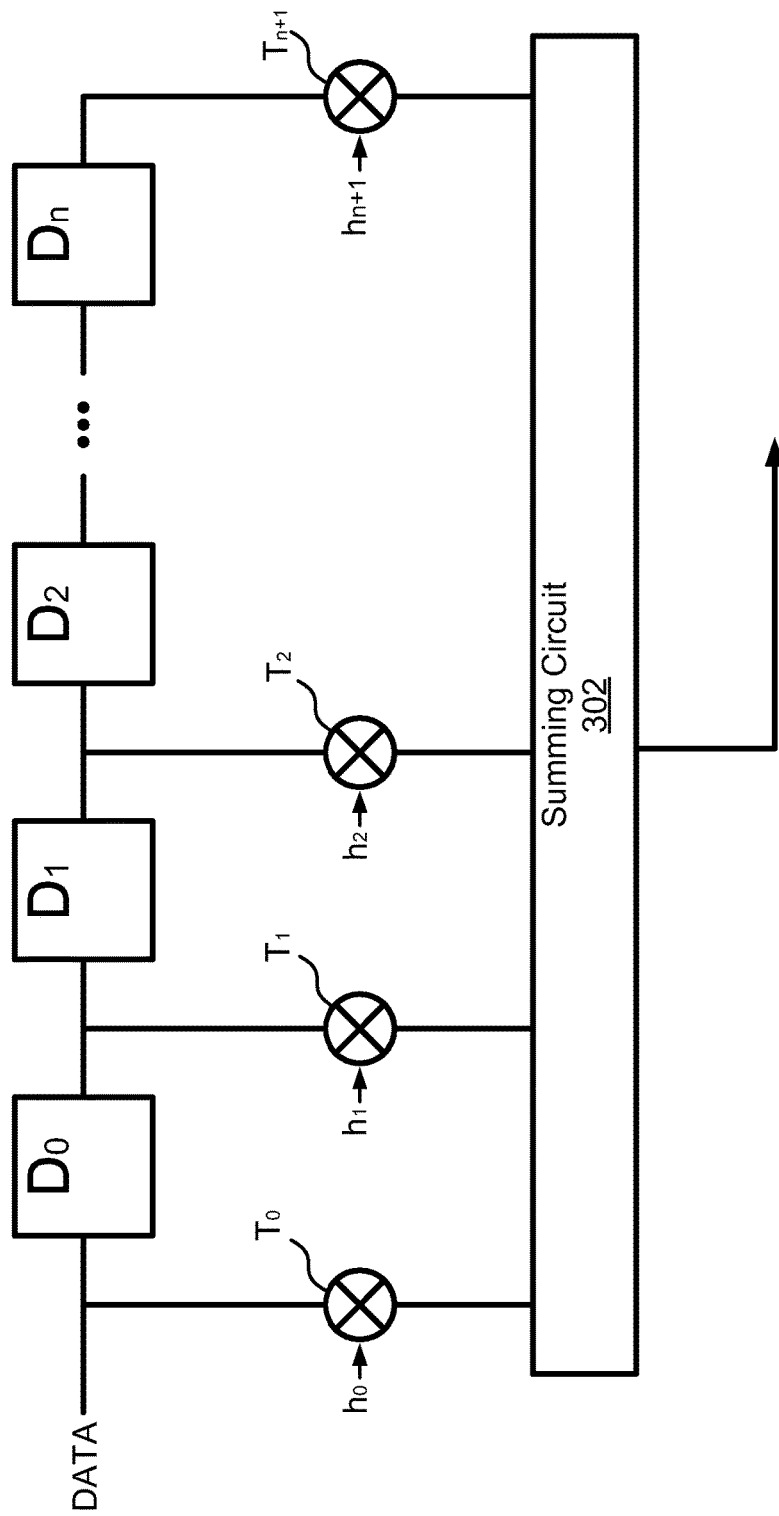 DATA
D0
D1
D2
•••
Dn
T0
T1
T2
Tn+1
h0
h1
h2
hn+1
Summing Circuit
302